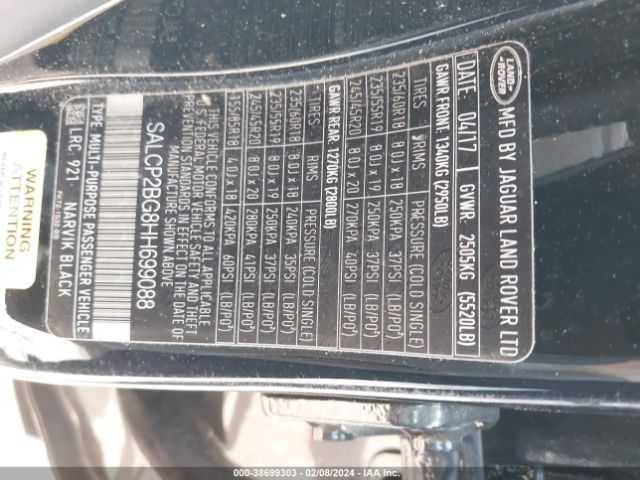 LAND
ROVER
MFD BY JAGUAR LAND ROVER LTD
DATE: 04/17 GVWR: 2505KG (5520LB)
GAWR FRONT: 1340KG (2950LB)
TIRES RIMS PRESSURE (COLD SINGLE)
235/60R18 8.0J x 18 250KPA 37PSI (LB/PO²)
235/55R19 8.0J x 19 250KPA 37PSI (LB/PO²)
245/45R20 8.0J x 20 270KPA 40PSI (LB/PO²)
GAWR REAR: 1270KG (2800LB)
TIRES RIMS PRESSURE (COLD SINGLE)
235/60R18 8.0J x 18 240KPA 35PSI (LB/PO²)
235/55R19 8.0J x 19 250KPA 37PSI (LB/PO²)
245/45R20 8.0J x 20 280KPA 41PSI (LB/PO²)
155/85R18 4.0J x 18 420KPA 60PSI (LB/PO²)
THIS VEHICLE CONFORMS TO ALL APPLICABLE
U.S. FEDERAL MOTOR VEHICLE SAFETY AND THEFT
PREVENTION STANDARDS IN EFFECT ON THE DATE OF
MANUFACTURE SHOWN ABOVE
SALCP2BG8HH699088
TYPE: MULTI-PURPOSE PASSENGER VEHICLE
LRC 921 NARVIK BLACK
WARNING
ATTENTION
000-38699303 | 02/08/2024 | IAA Inc.